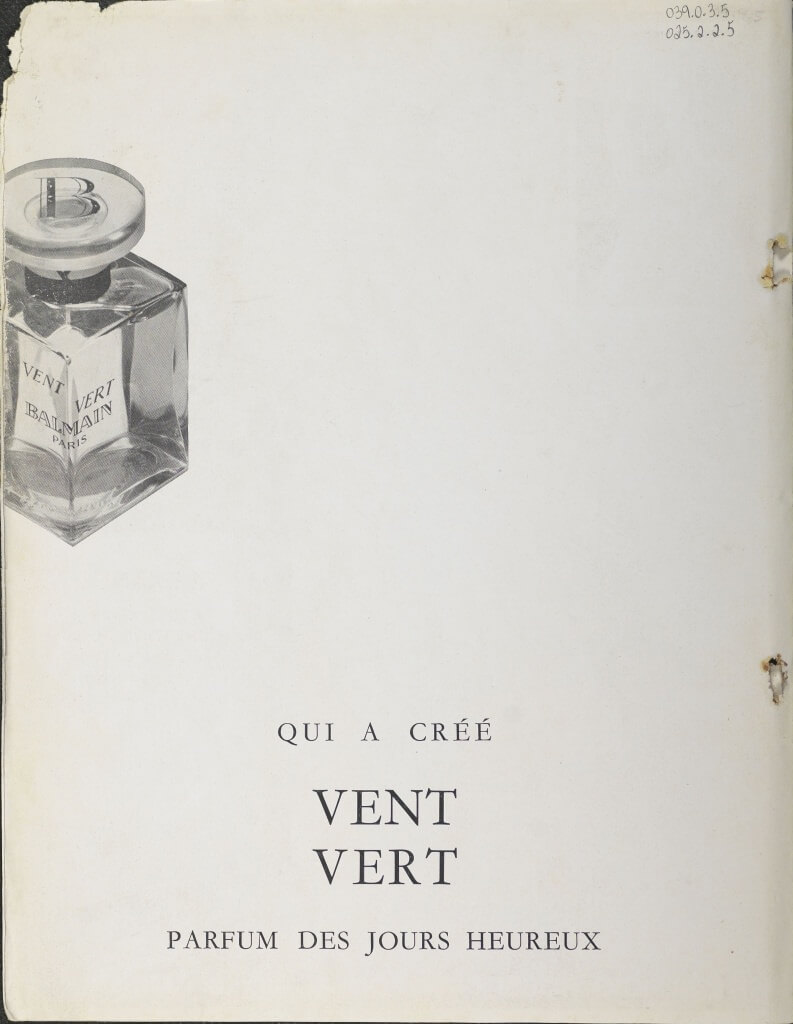 039.0.3.5
025.2.2.5
B
VENT VERT
BALMAIN
PARIS
QUI A CRÉÉ
VENT
VERT
PARFUM DES JOURS HEUREUX